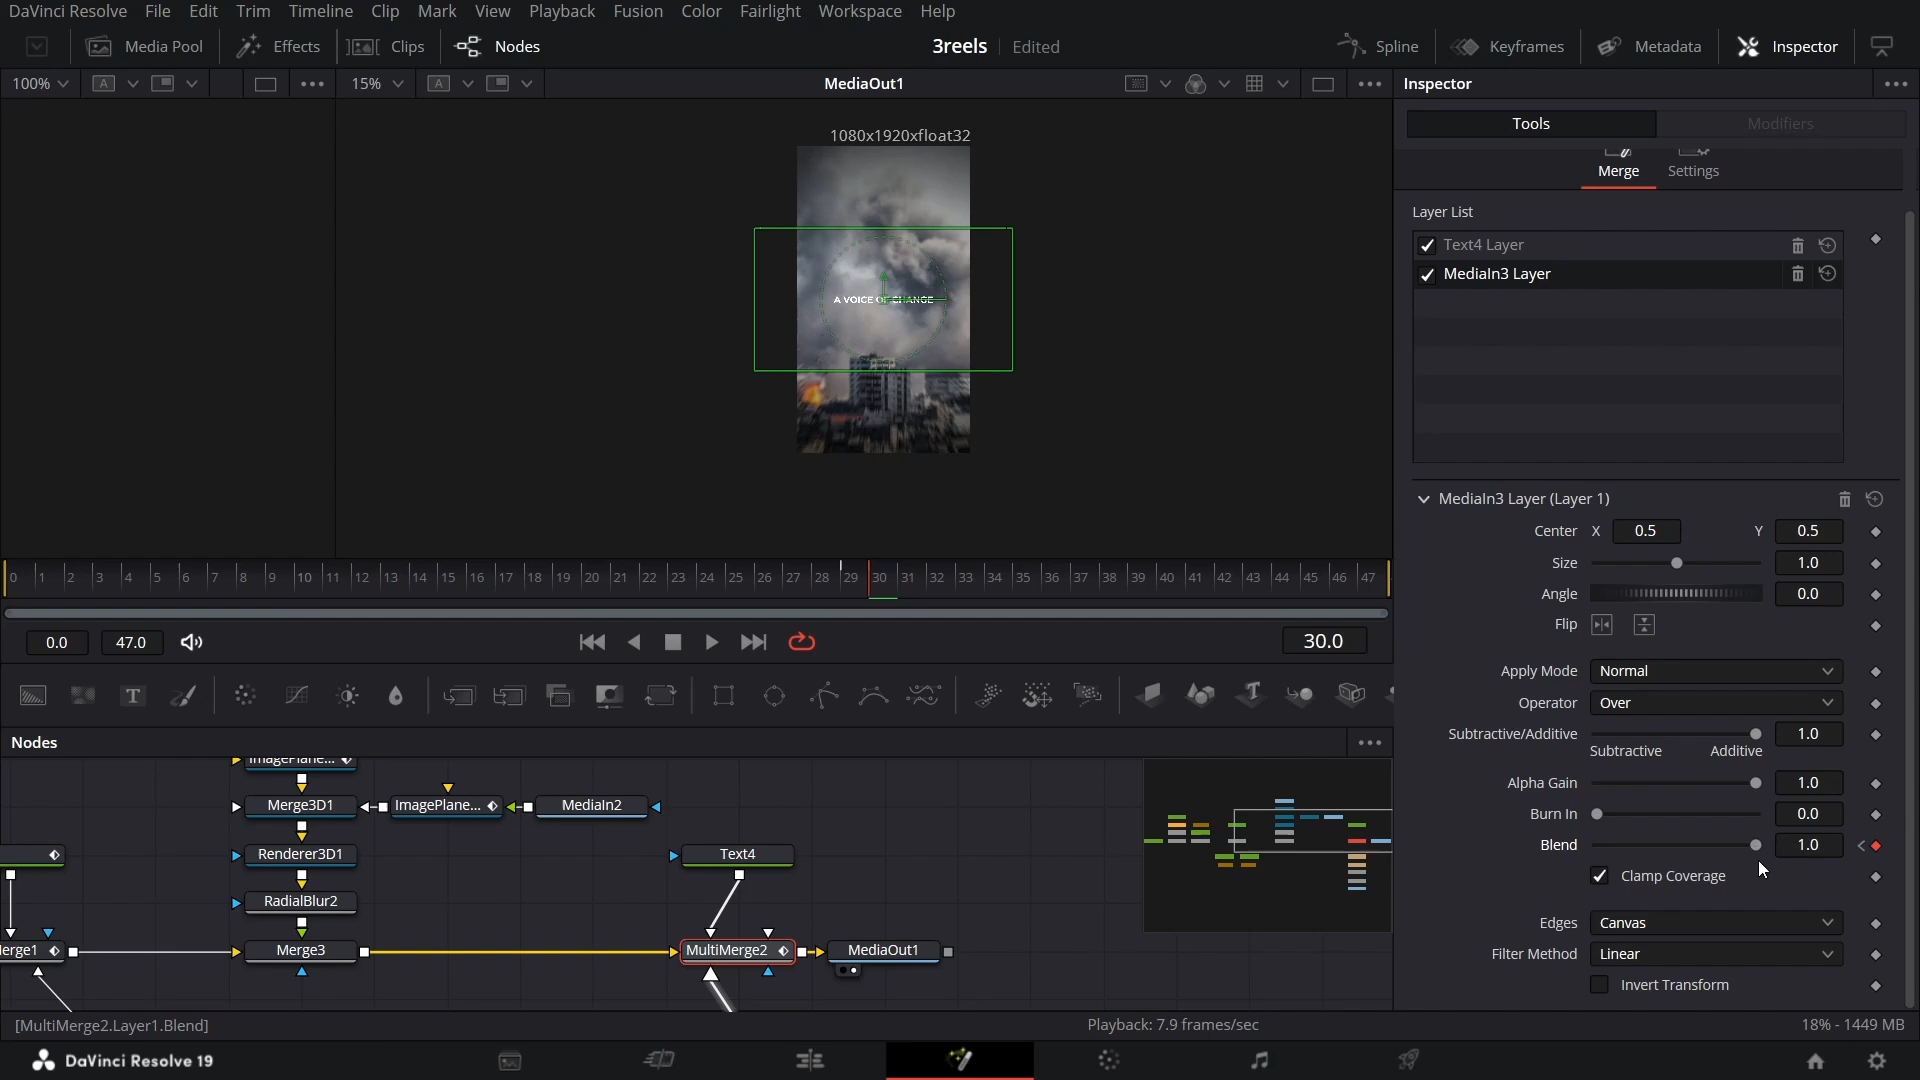 DaVinci Resolve File Edit Trim Timeline Clip Mark View Playback Fusion Color Fairlight Workspace Help
Media Pool Effects Clips Nodes 3reels Edited Spline Keyframes Metadata Inspector
100% A 15% A MediaOut1 Inspector
Tools Modifiers
1080x1920xfloat32
Merge Settings
Layer List
Text4 Layer
MediaIn3 Layer
A VOICE OF CHANGE
MediaIn3 Layer (Layer 1)
Center X 0.5 Y 0.5
Size 1.0
0 1 2 3 4 5 6 7 8 9 10 11 12 13 14 15 16 17 18 19 20 21 22 23 24 25 26 27 28 29 30 31 32 33 34 35 36 37 38 39 40 41 42 43 44 45 46 47
Angle 0.0
Flip
0.0 47.0 30.0
Apply Mode Normal
Operator Over
Subtractive/Additive 1.0
Subtractive Additive
Alpha Gain 1.0
Burn In 0.0
Blend 1.0
Clamp Coverage
Edges Canvas
Filter Method Linear
Invert Transform
Nodes
ImagePlane...
Merge3D1 ImagePlane... MediaIn2
Renderer3D1 Text4
RadialBlur2
erge1 Merge3 MultiMerge2 MediaOut1
[MultiMerge2.Layer1.Blend] Playback: 7.9 frames/sec 18% - 1449 MB
DaVinci Resolve 19